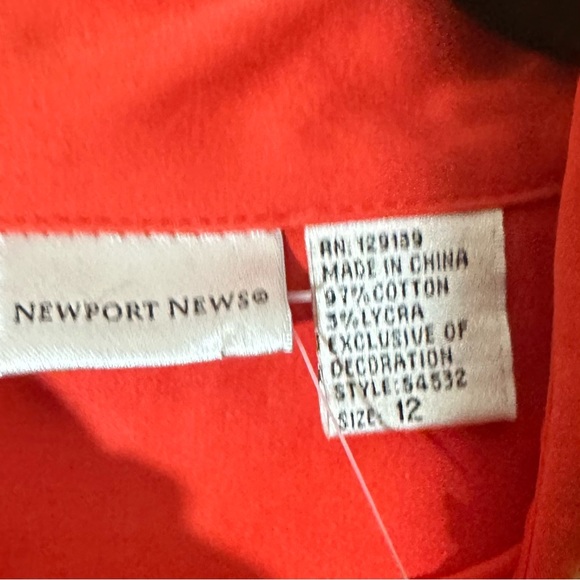 NEWPORT NEWS®
RN: 129139
MADE IN CHINA
97% COTTON
3% LYCRA
EXCLUSIVE OF
DECORATION
STYLE: 54532
SIZE: 12